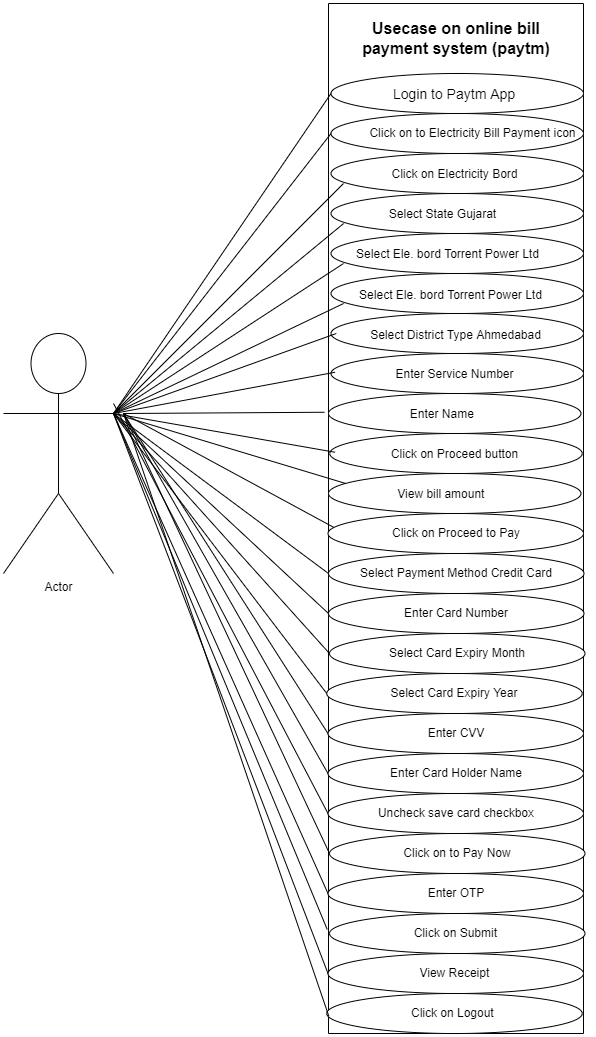 Usecase on online bill
payment system (paytm)
Login to Paytm App
Click on to Electricity Bill Payment icon
Click on Electricity Bord
Select State Gujarat
Select Ele. bord Torrent Power Ltd
Select Ele. bord Torrent Power Ltd
Select District Type Ahmedabad
Enter Service Number
Enter Name
Click on Proceed button
View bill amount
Click on Proceed to Pay
Select Payment Method Credit Card
Actor
Enter Card Number
Select Card Expiry Month
Select Card Expiry Year
Enter CVV
Enter Card Holder Name
Uncheck save card checkbox
Click on to Pay Now
Enter OTP
Click on Submit
View Receipt
Click on Logout